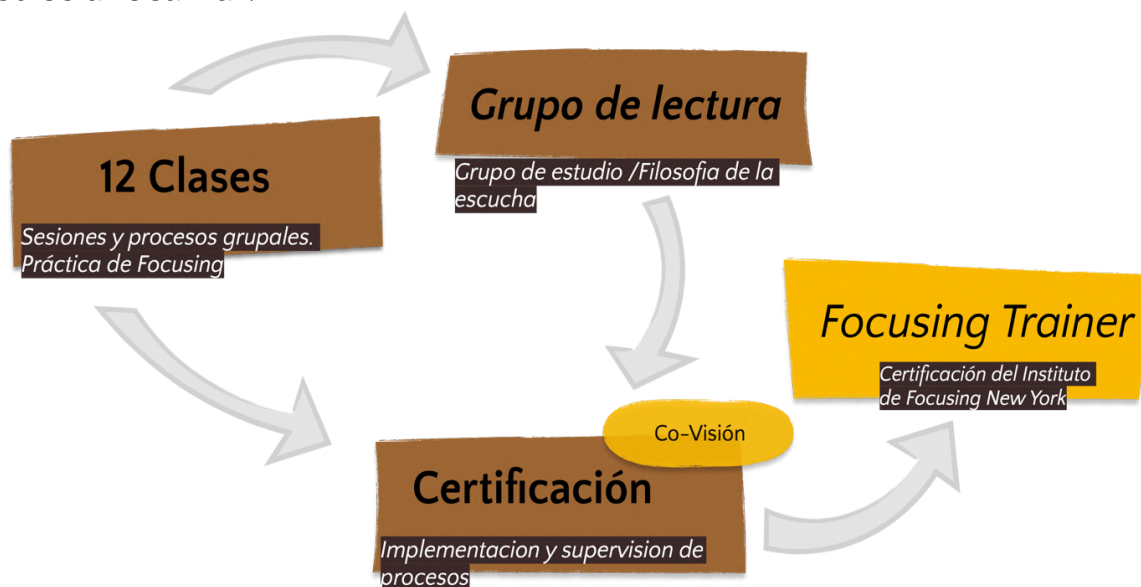 Grupo de lectura
Grupo de estudio /Filosofia de la
escucha
12 Clases
Sesiones y procesos grupales.
Práctica de Focusing
Focusing Trainer
Certificación del Instituto
de Focusing New York
Co-Visión
Certificación
Implementacion y supervision de
procesos